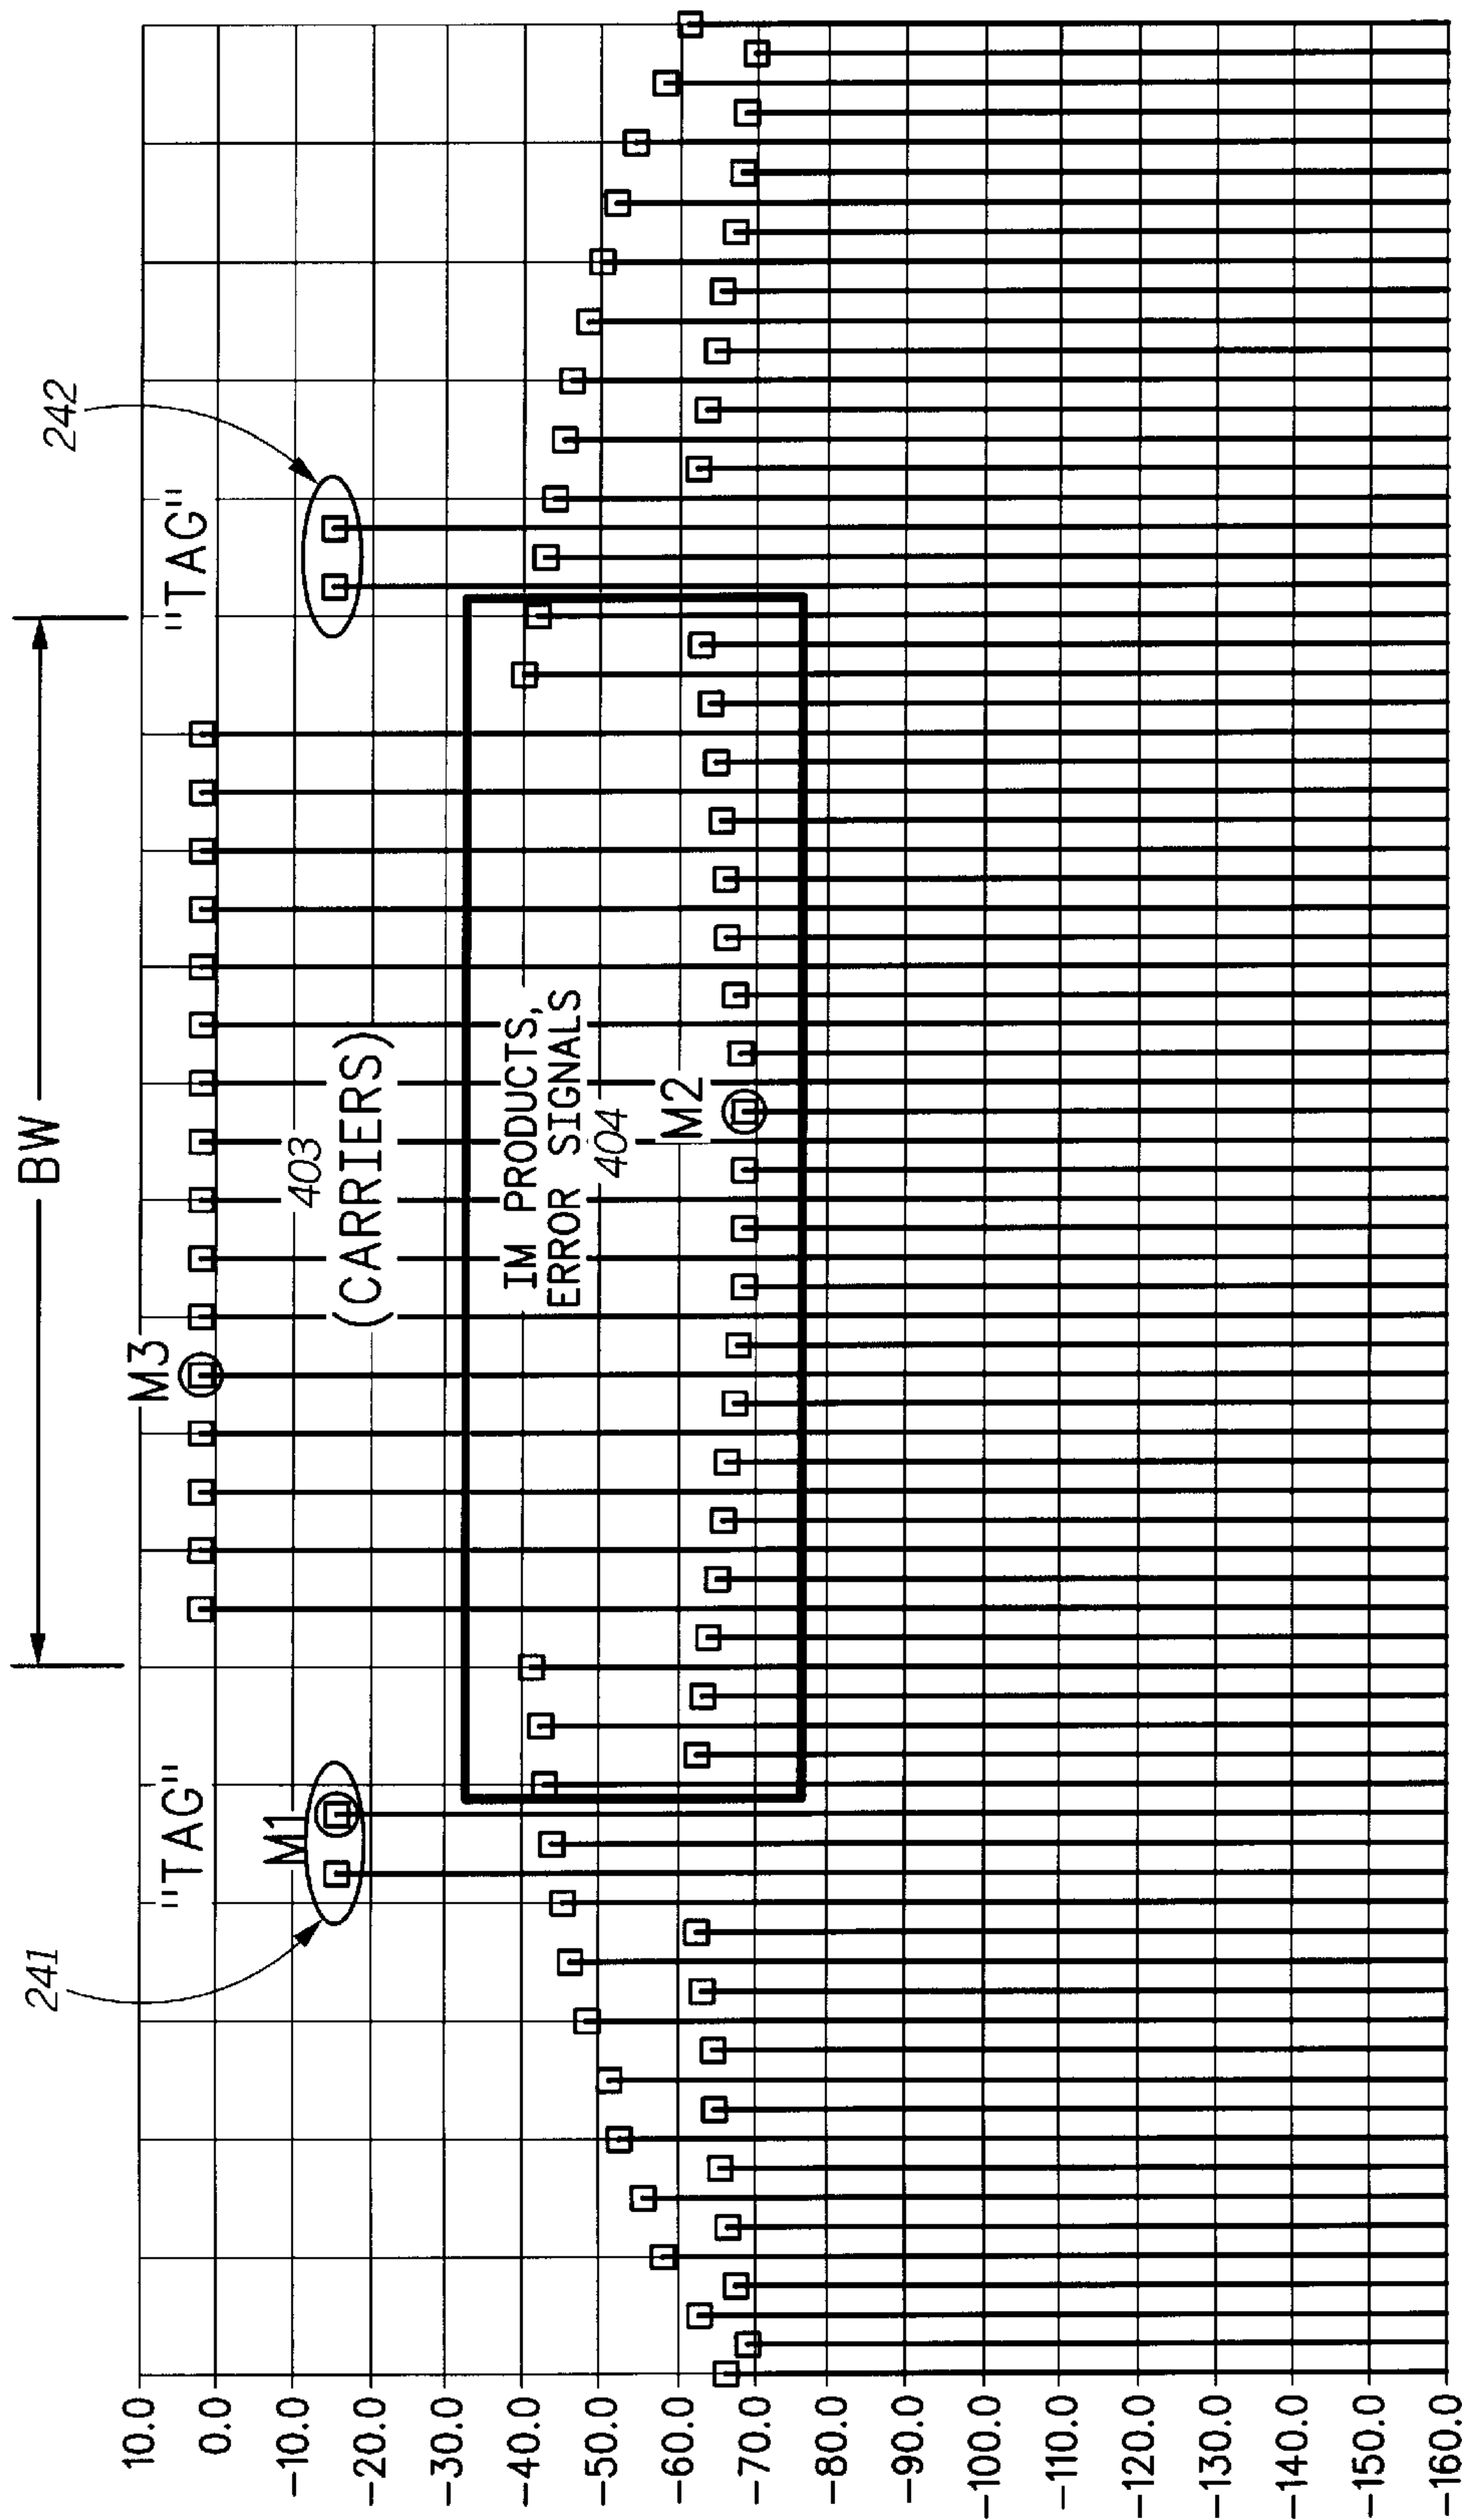 BW
241
242
"TAG"
"TAG"
M3
M1
403
(CARRIERS)
IM PRODUCTS,
ERROR SIGNALS
404
M2
10.0
0.0
-10.0
-20.0
-30.0
-40.0
-50.0
-60.0
-70.0
-80.0
-90.0
-100.0
-110.0
-120.0
-130.0
-140.0
-150.0
-160.0